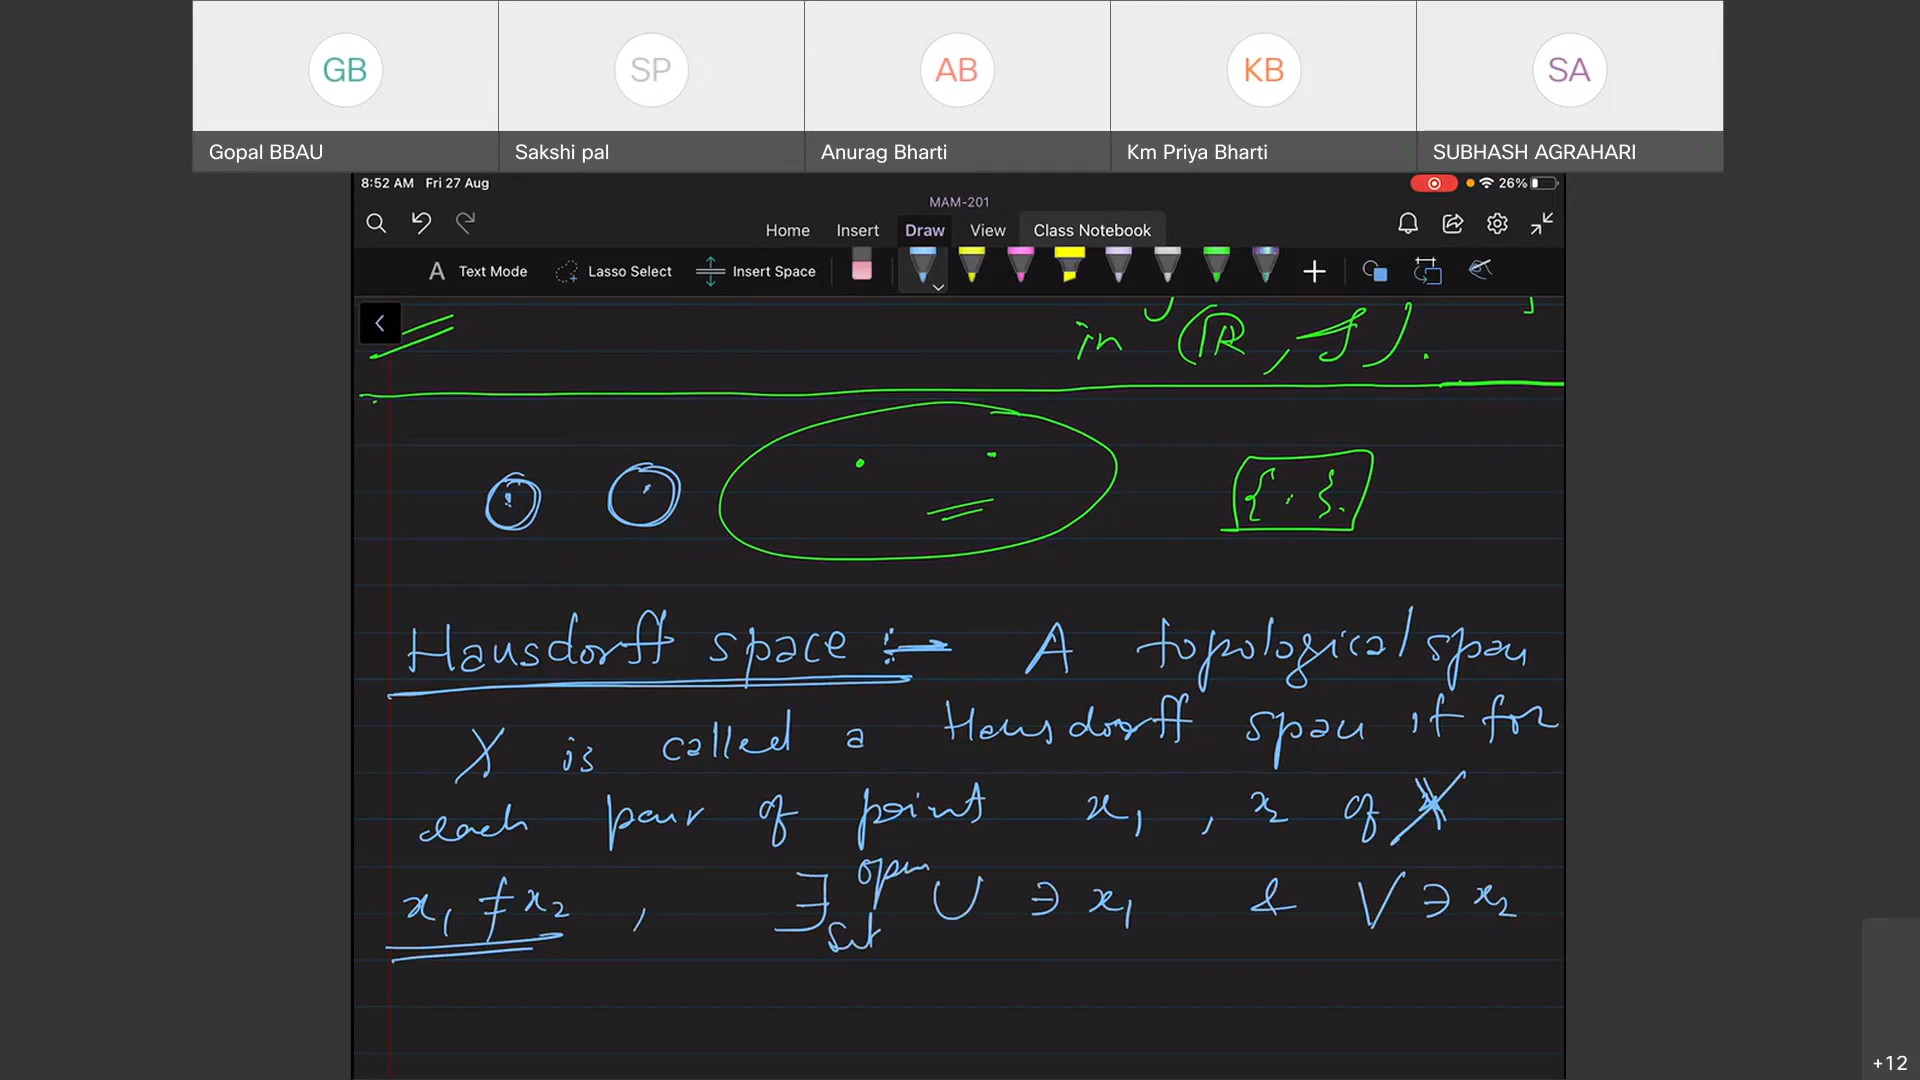 GB SP AB KB SA
Gopal BBAU Sakshi pal Anurag Bharti Km Priya Bharti SUBHASH AGRAHARI
8:52 AM Fri 27 Aug 26%
MAM-201
Home Insert Draw View Class Notebook
A Text Mode Lasso Select Insert Space
in (ℝ, ).
{ . }.
Hausdorff space :→ A topological space
X is called a Hausdorff space if for
each pair of point x₁, x₂ of X
x₁ ≠ x₂, ∃ open set U ∋ x₁ & V ∋ x₂
+12